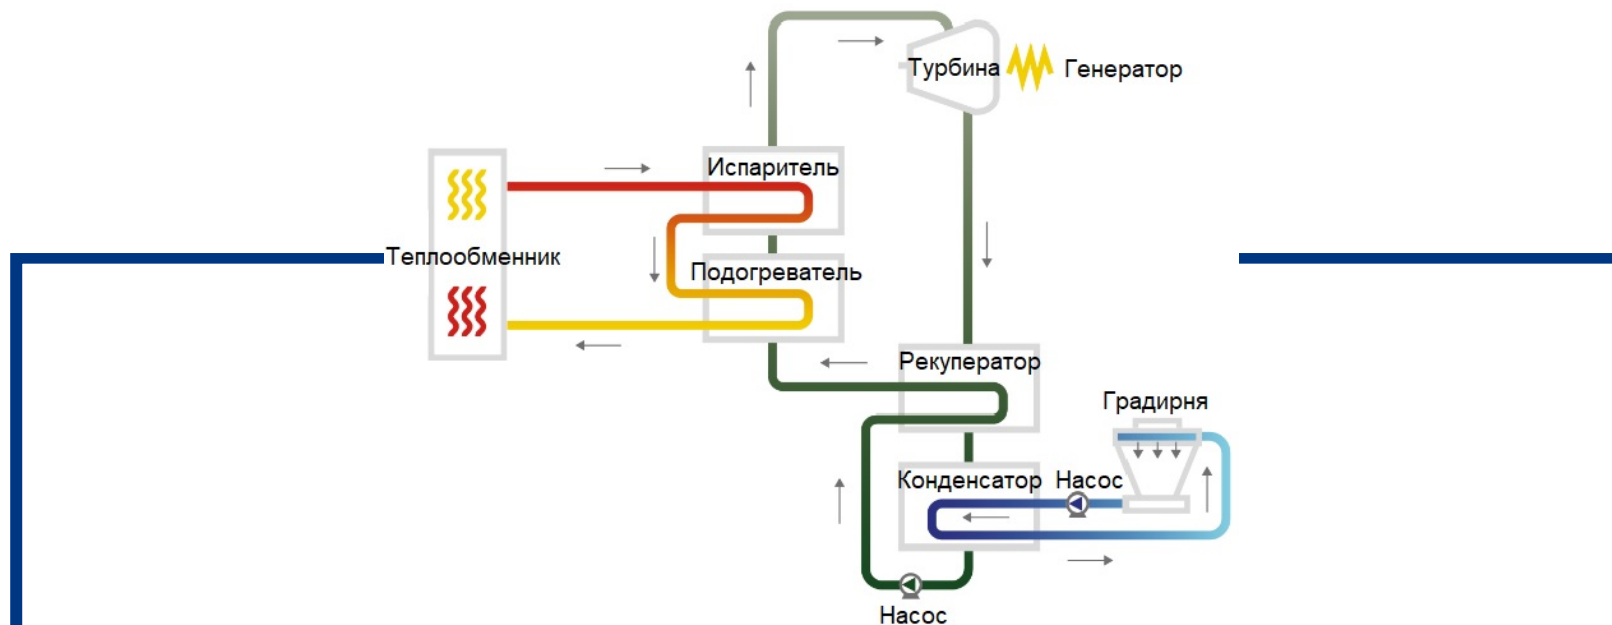 Турбина
Генератор
Испаритель
Теплообменник
Подогреватель
Рекуператор
Градирня
Конденсатор
Насос
Насос